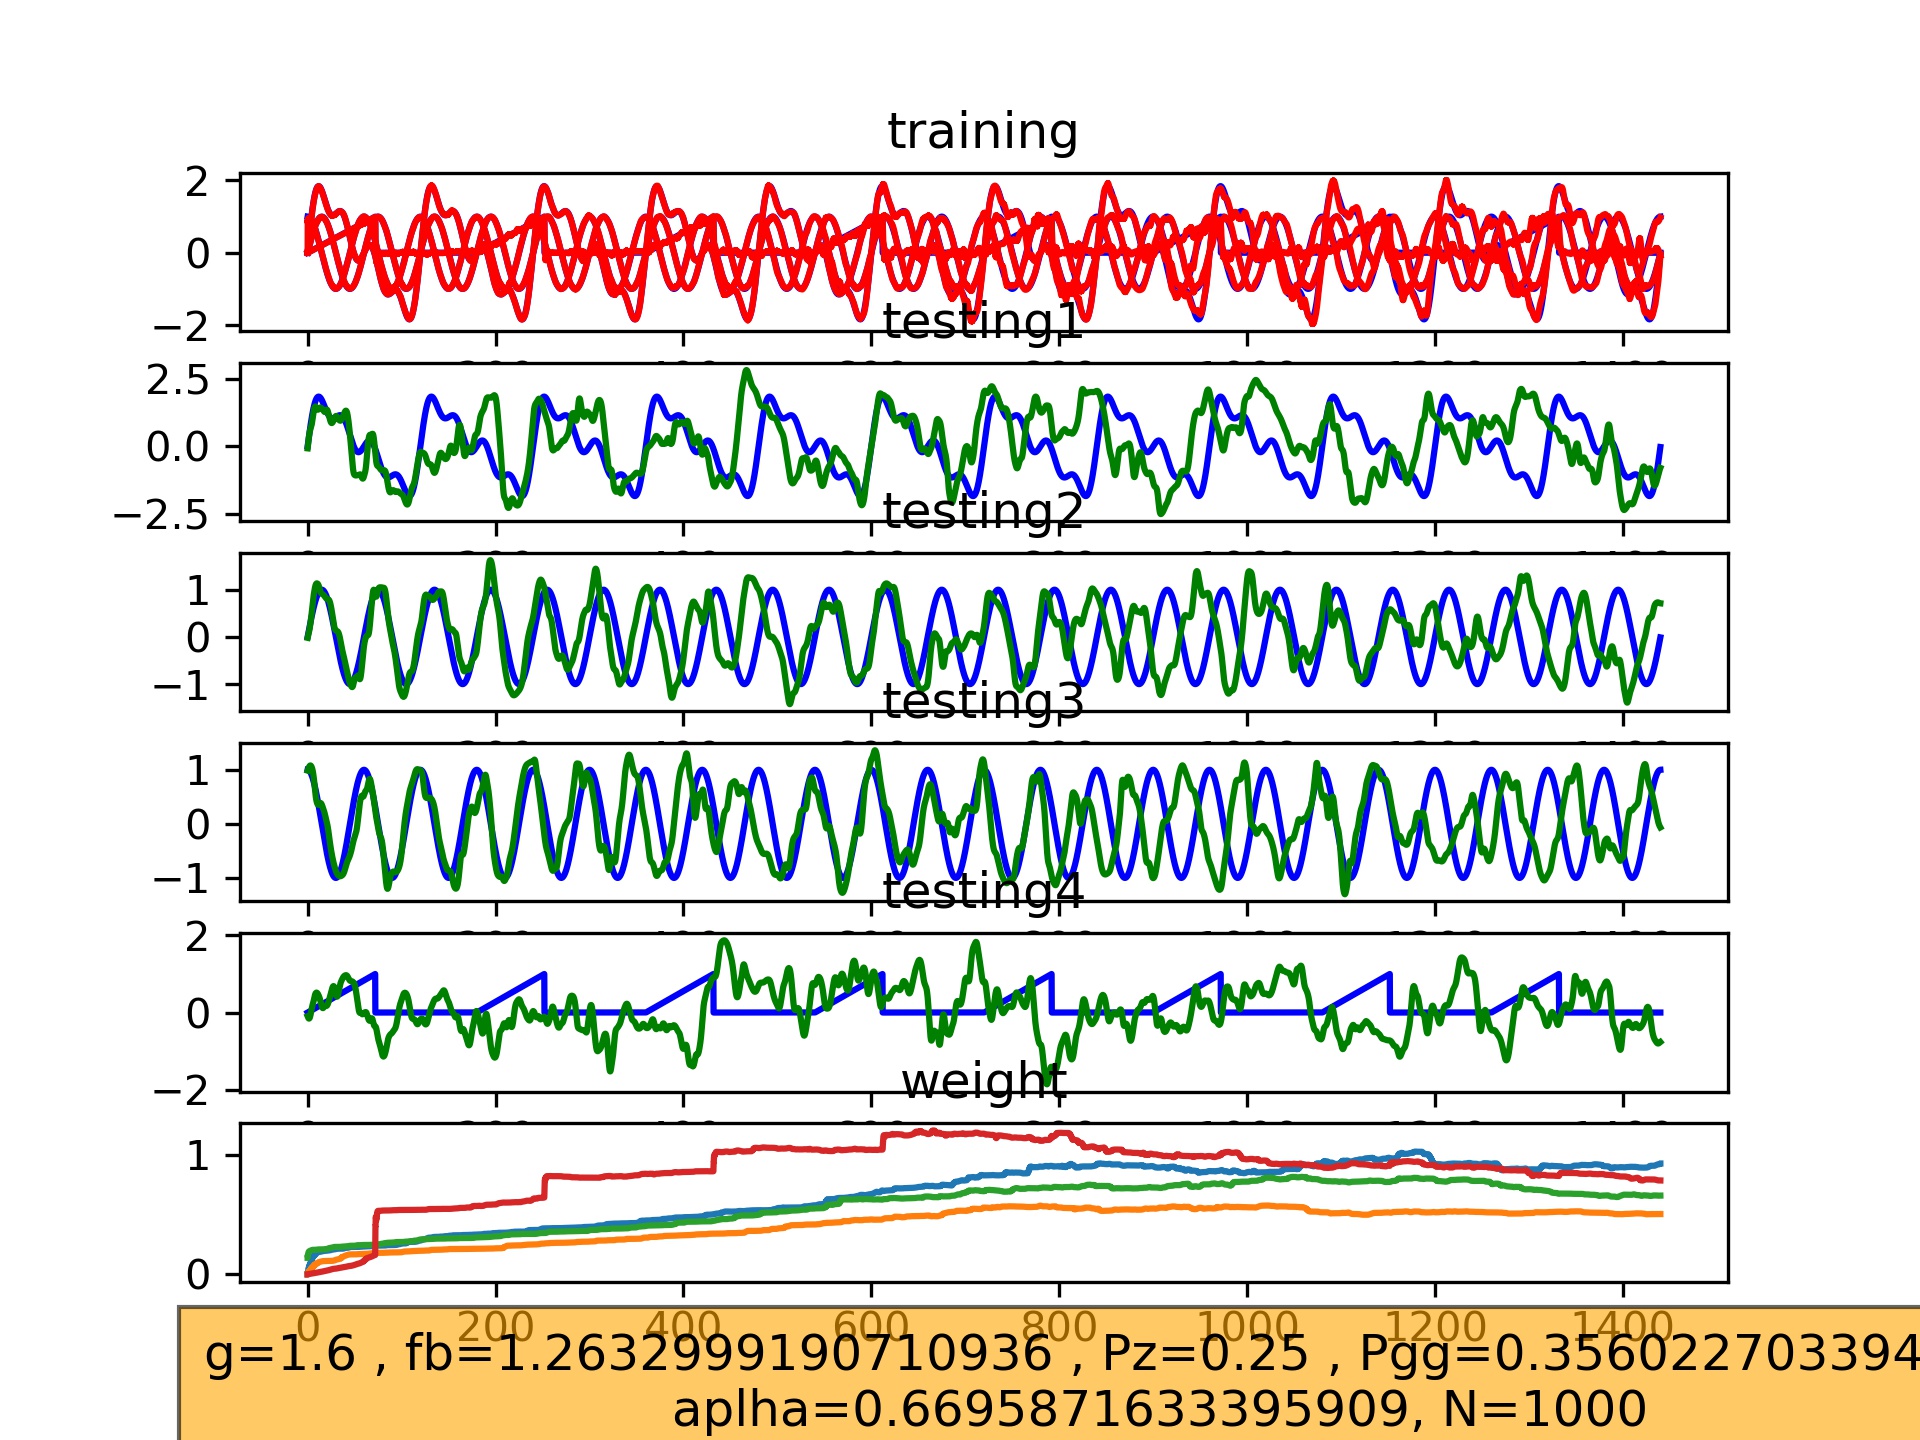 training
2
0
−2
testing1
2.5
0.0
−2.5
testing2
1
0
−1
testing3
1
0
−1
testing4
2
0
−2
weight
1
0
0 200 400 600 800 1000 1200 1400
g=1.6 , fb=1.2632999190710936 , Pz=0.25 , Pgg=0.356022703394
aplha=0.6695871633395909, N=1000